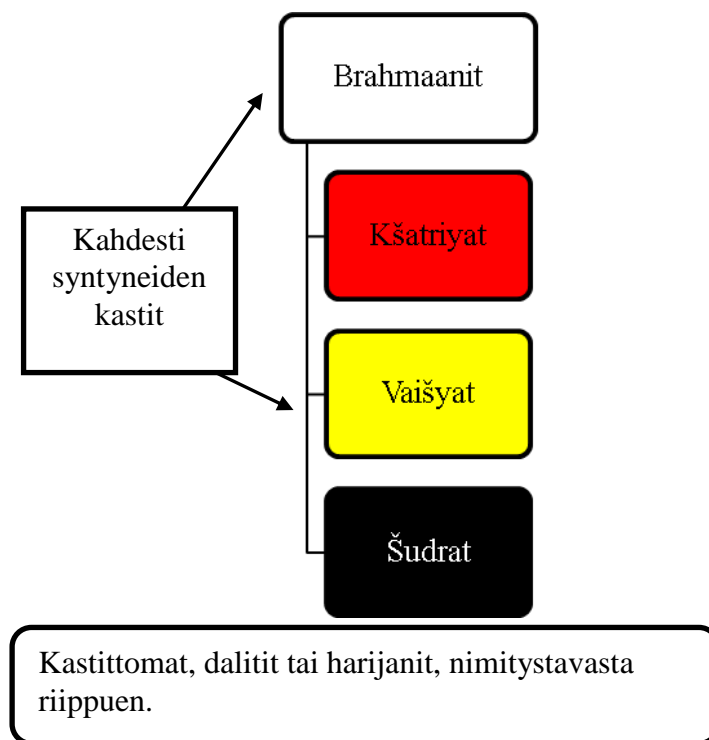 Brahmaanit
Kšatriyat
Kahdesti
syntyneiden
kastit
Vaišyat
Šudrat
Kastittomat, dalitit tai harijanit, nimitystavasta
riippuen.